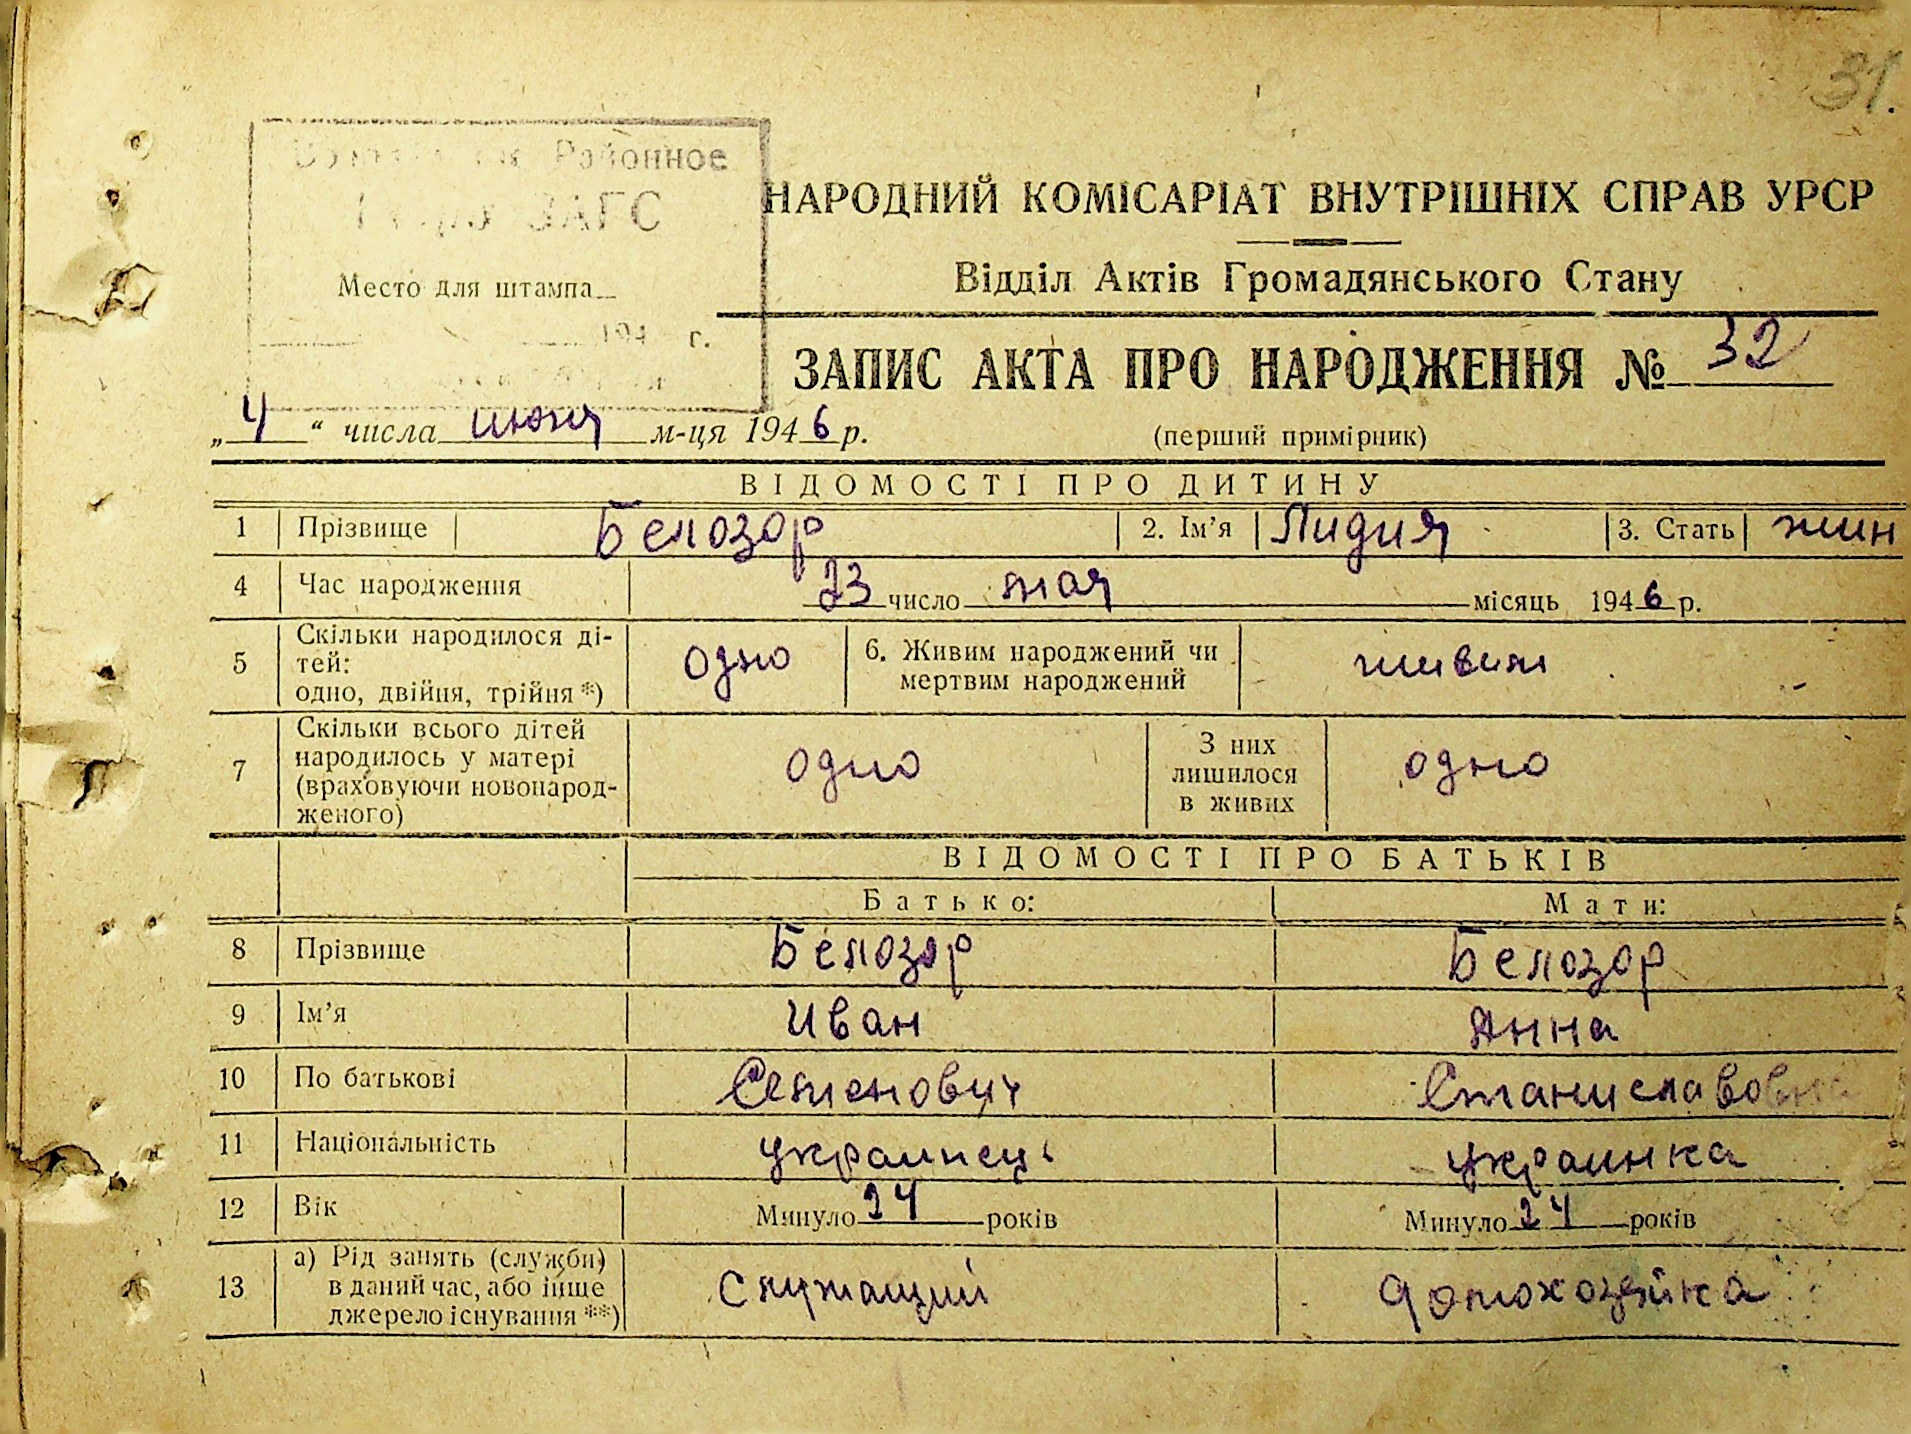 31.
Районное
ЗАГС
Место для штампа
194 г.
НАРОДНИЙ КОМІСАРІАТ ВНУТРІШНІХ СПРАВ УРСР
Відділ Актів Громадянського Стану
ЗАПИС АКТА ПРО НАРОДЖЕННЯ № 32
„ 4 “ числа июня м-ця 1946 р.
(перший примірник)
ВІДОМОСТІ ПРО ДИТИНУ
1 Прізвище Белозор 2. Ім’я Лидия 3. Стать жин
4 Час народження 23 число мая місяць 1946 р.
5 Скільки народилося ді-
тей:
одно, двійня, трійня *) одно 6. Живим народжений чи
мертвим народжений живим
7 Скільки всього дітей
народилось у матері
(враховуючи новонарод-
женого) одно З них
лишилося
в живих одно
ВІДОМОСТІ ПРО БАТЬКІВ
Батько: Мати:
8 Прізвище Белозор Белозор
9 Ім’я Иван Анна
10 По батькові Семенович Станиславовна
11 Національність украинець украинка
12 Вік Минуло 24 років Минуло 24 років
13 а) Рід занять (служби)
в даний час, або інше
джерело існування **) Служащий домохозяйка